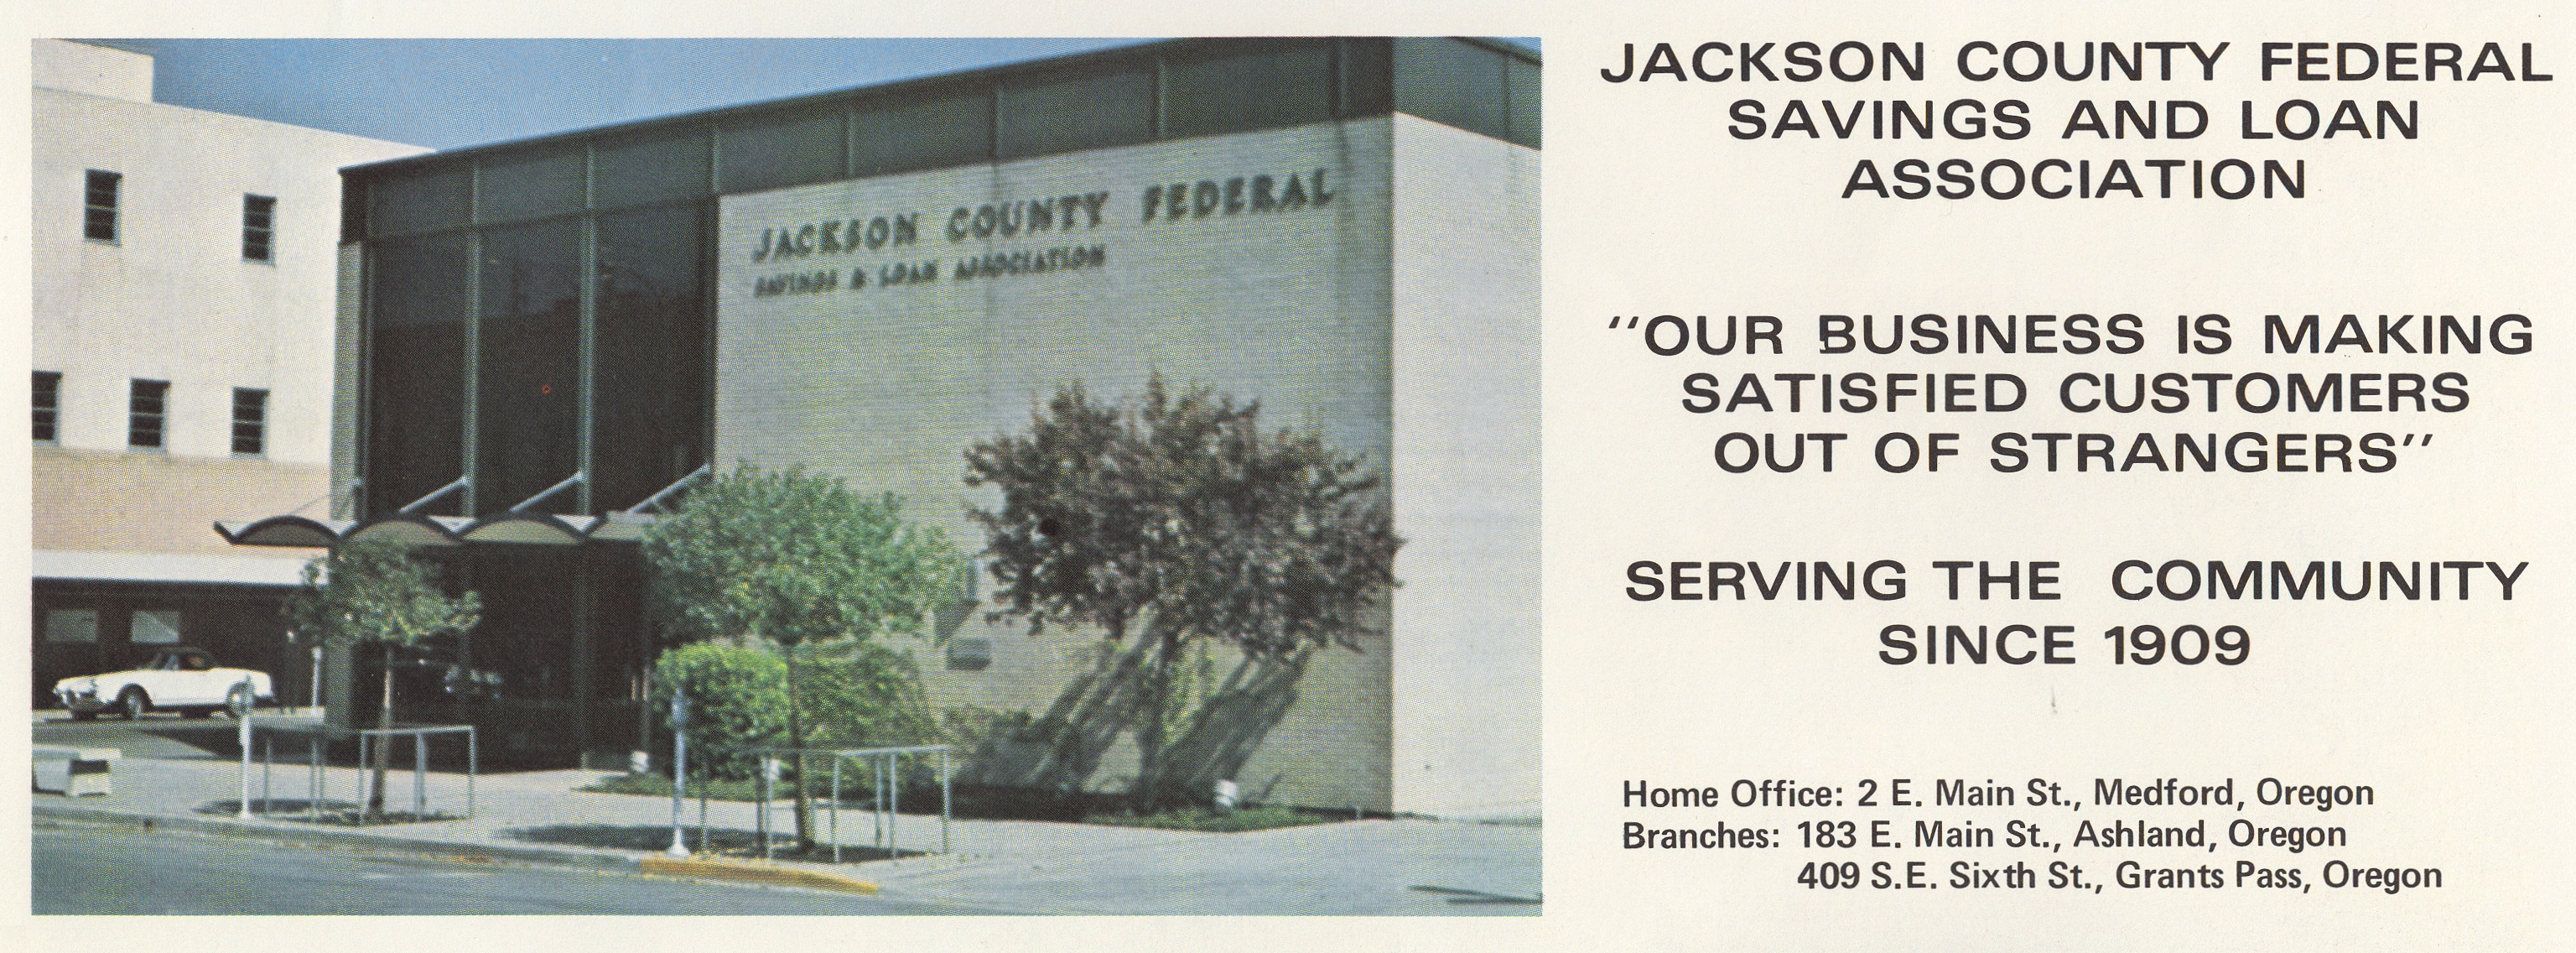 JACKSON COUNTY FEDERAL
SAVINGS & LOAN ASSOCIATION
JACKSON COUNTY FEDERAL
SAVINGS AND LOAN
ASSOCIATION
"OUR BUSINESS IS MAKING
SATISFIED CUSTOMERS
OUT OF STRANGERS"
SERVING THE COMMUNITY
SINCE 1909
Home Office: 2 E. Main St., Medford, Oregon
Branches: 183 E. Main St., Ashland, Oregon
409 S.E. Sixth St., Grants Pass, Oregon